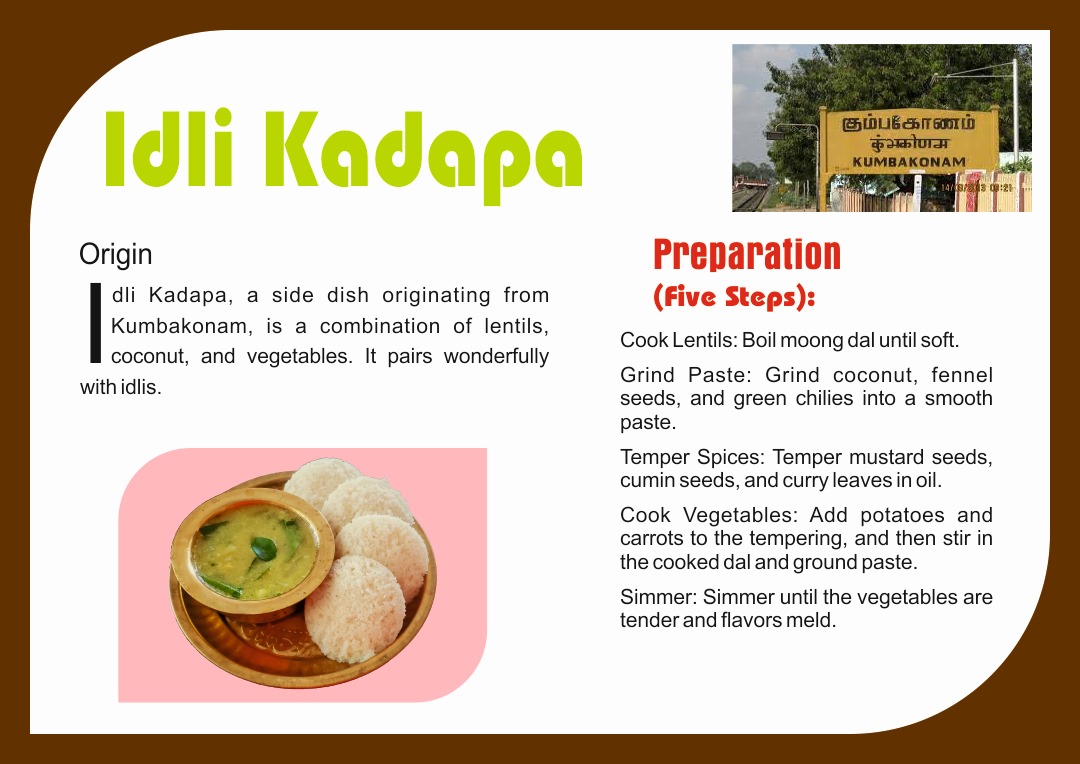 Idli Kadapa
கும்பகோணம்
KUMBAKONAM
Origin
Idli Kadapa, a side dish originating from
Kumbakonam, is a combination of lentils,
coconut, and vegetables. It pairs wonderfully
with idlis.
Preparation
(Five Steps):
Cook Lentils: Boil moong dal until soft.
Grind Paste: Grind coconut, fennel
seeds, and green chilies into a smooth
paste.
Temper Spices: Temper mustard seeds,
cumin seeds, and curry leaves in oil.
Cook Vegetables: Add potatoes and
carrots to the tempering, and then stir in
the cooked dal and ground paste.
Simmer: Simmer until the vegetables are
tender and flavors meld.